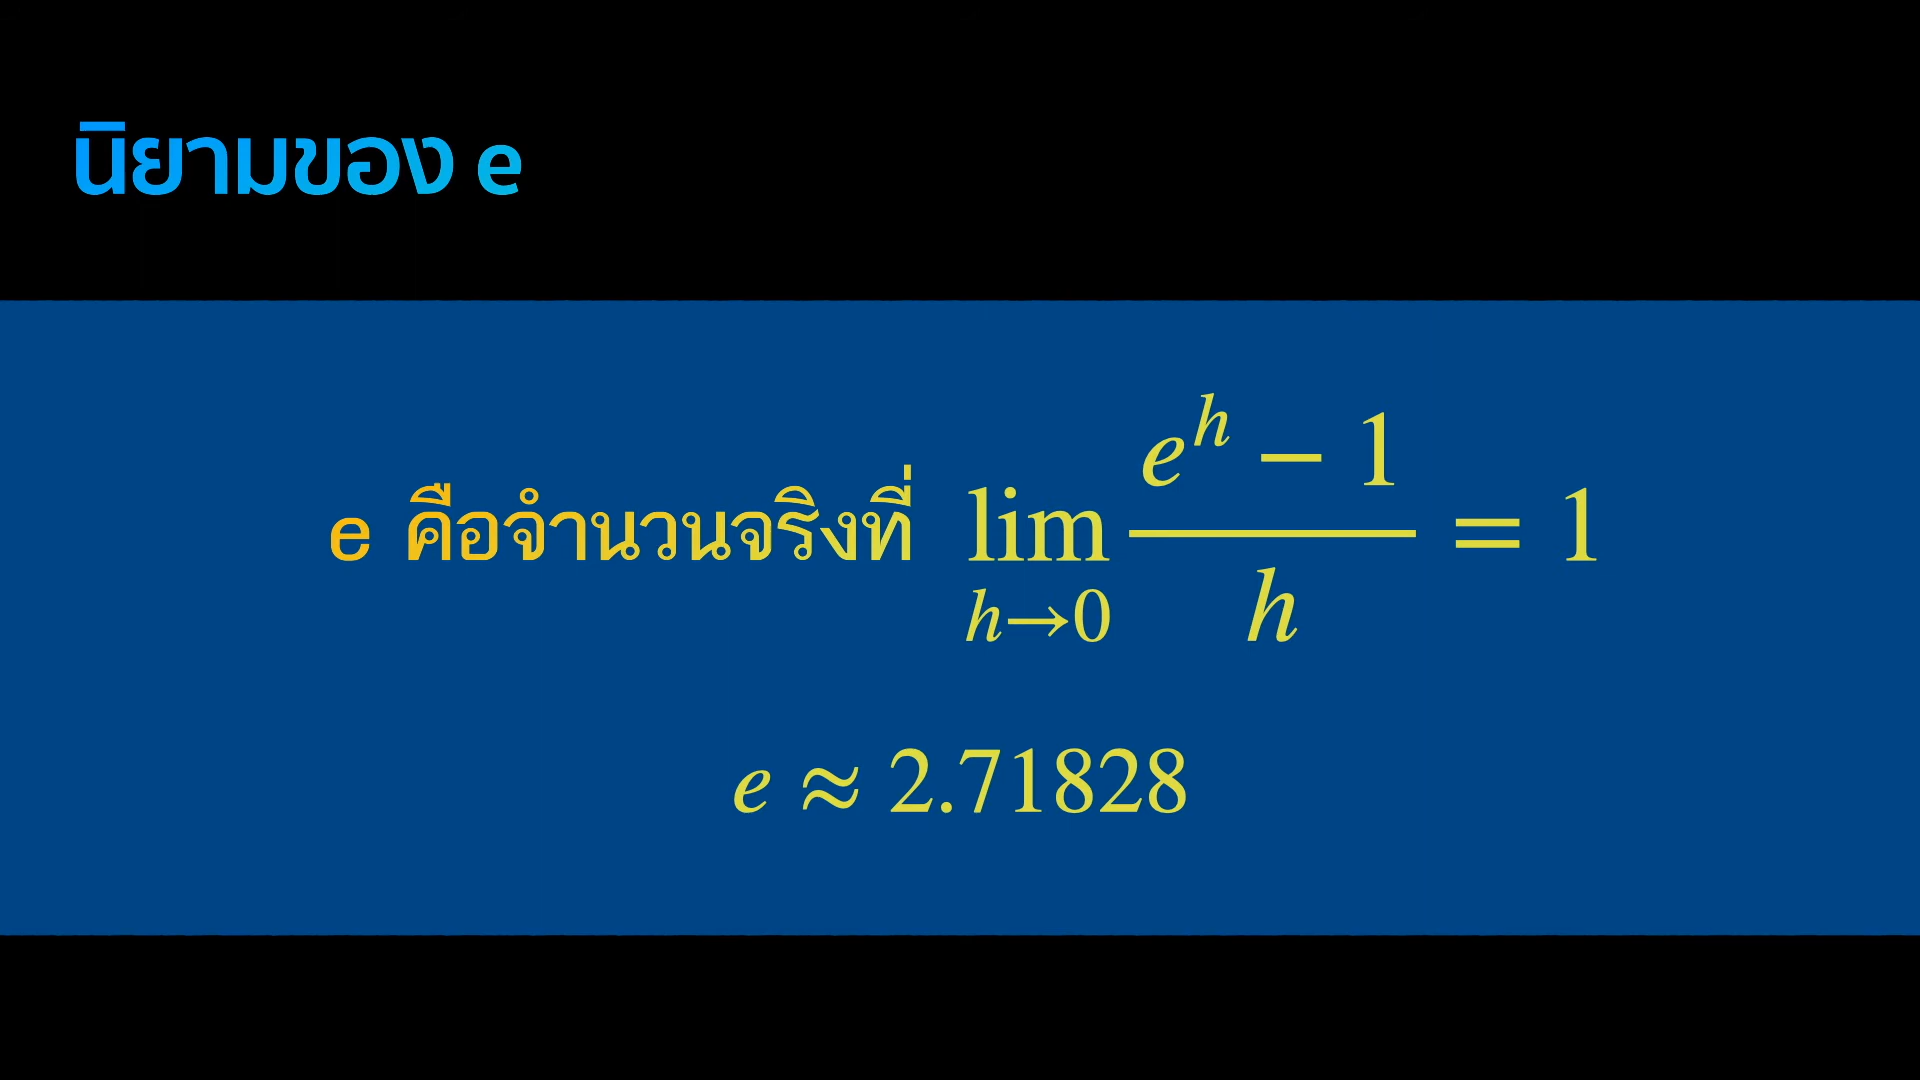 นิยามของ e
e คือจำนวนจริงที่ lim h→0 (e^h − 1)/h = 1
e ≈ 2.71828